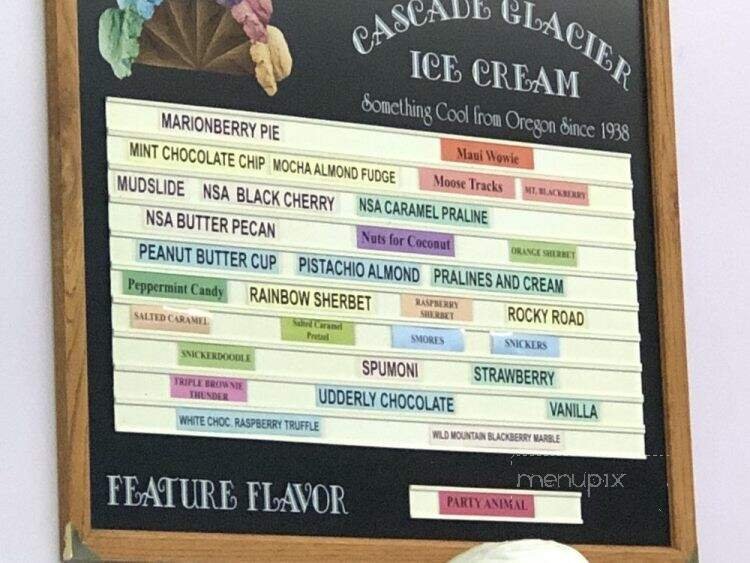 CASCADE GLACIER
ICE CREAM
Something Cool from Oregon Since 1938
MARIONBERRY PIE Maui Wowie
MINT CHOCOLATE CHIP MOCHA ALMOND FUDGE Moose Tracks MT. BLACKBERRY
MUDSLIDE NSA BLACK CHERRY NSA CARAMEL PRALINE
NSA BUTTER PECAN Nuts for Coconut ORANGE SHERBET
PEANUT BUTTER CUP PISTACHIO ALMOND PRALINES AND CREAM
Peppermint Candy RAINBOW SHERBET RASPBERRY SHERBET ROCKY ROAD
SALTED CARAMEL Salted Caramel Pretzel SMORES SNICKERS
SNICKERDOODLE SPUMONI STRAWBERRY
TRIPLE BROWNIE THUNDER UDDERLY CHOCOLATE VANILLA
WHITE CHOC. RASPBERRY TRUFFLE WILD MOUNTAIN BLACKBERRY MARBLE
menupix
FEATURE FLAVOR PARTY ANIMAL